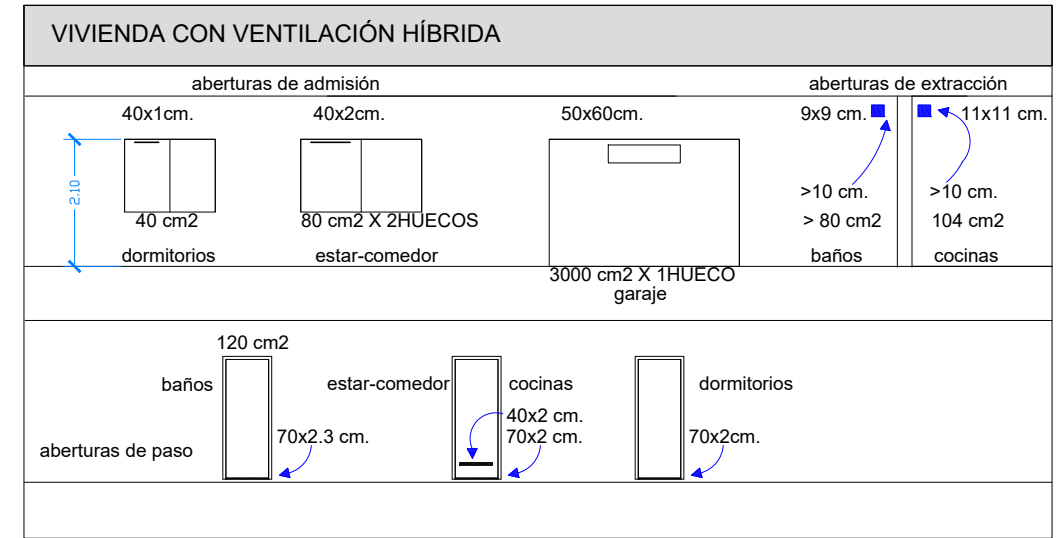 VIVIENDA CON VENTILACIÓN HÍBRIDA
aberturas de admisión
aberturas de extracción
40x1cm.
40x2cm.
50x60cm.
9x9 cm.
11x11 cm.
2.10
>10 cm.
>10 cm.
40 cm2
80 cm2 X 2HUECOS
> 80 cm2
104 cm2
dormitorios
estar-comedor
baños
cocinas
3000 cm2 X 1HUECO
garaje
120 cm2
baños
estar-comedor
cocinas
dormitorios
40x2 cm.
70x2.3 cm.
70x2 cm.
70x2cm.
aberturas de paso